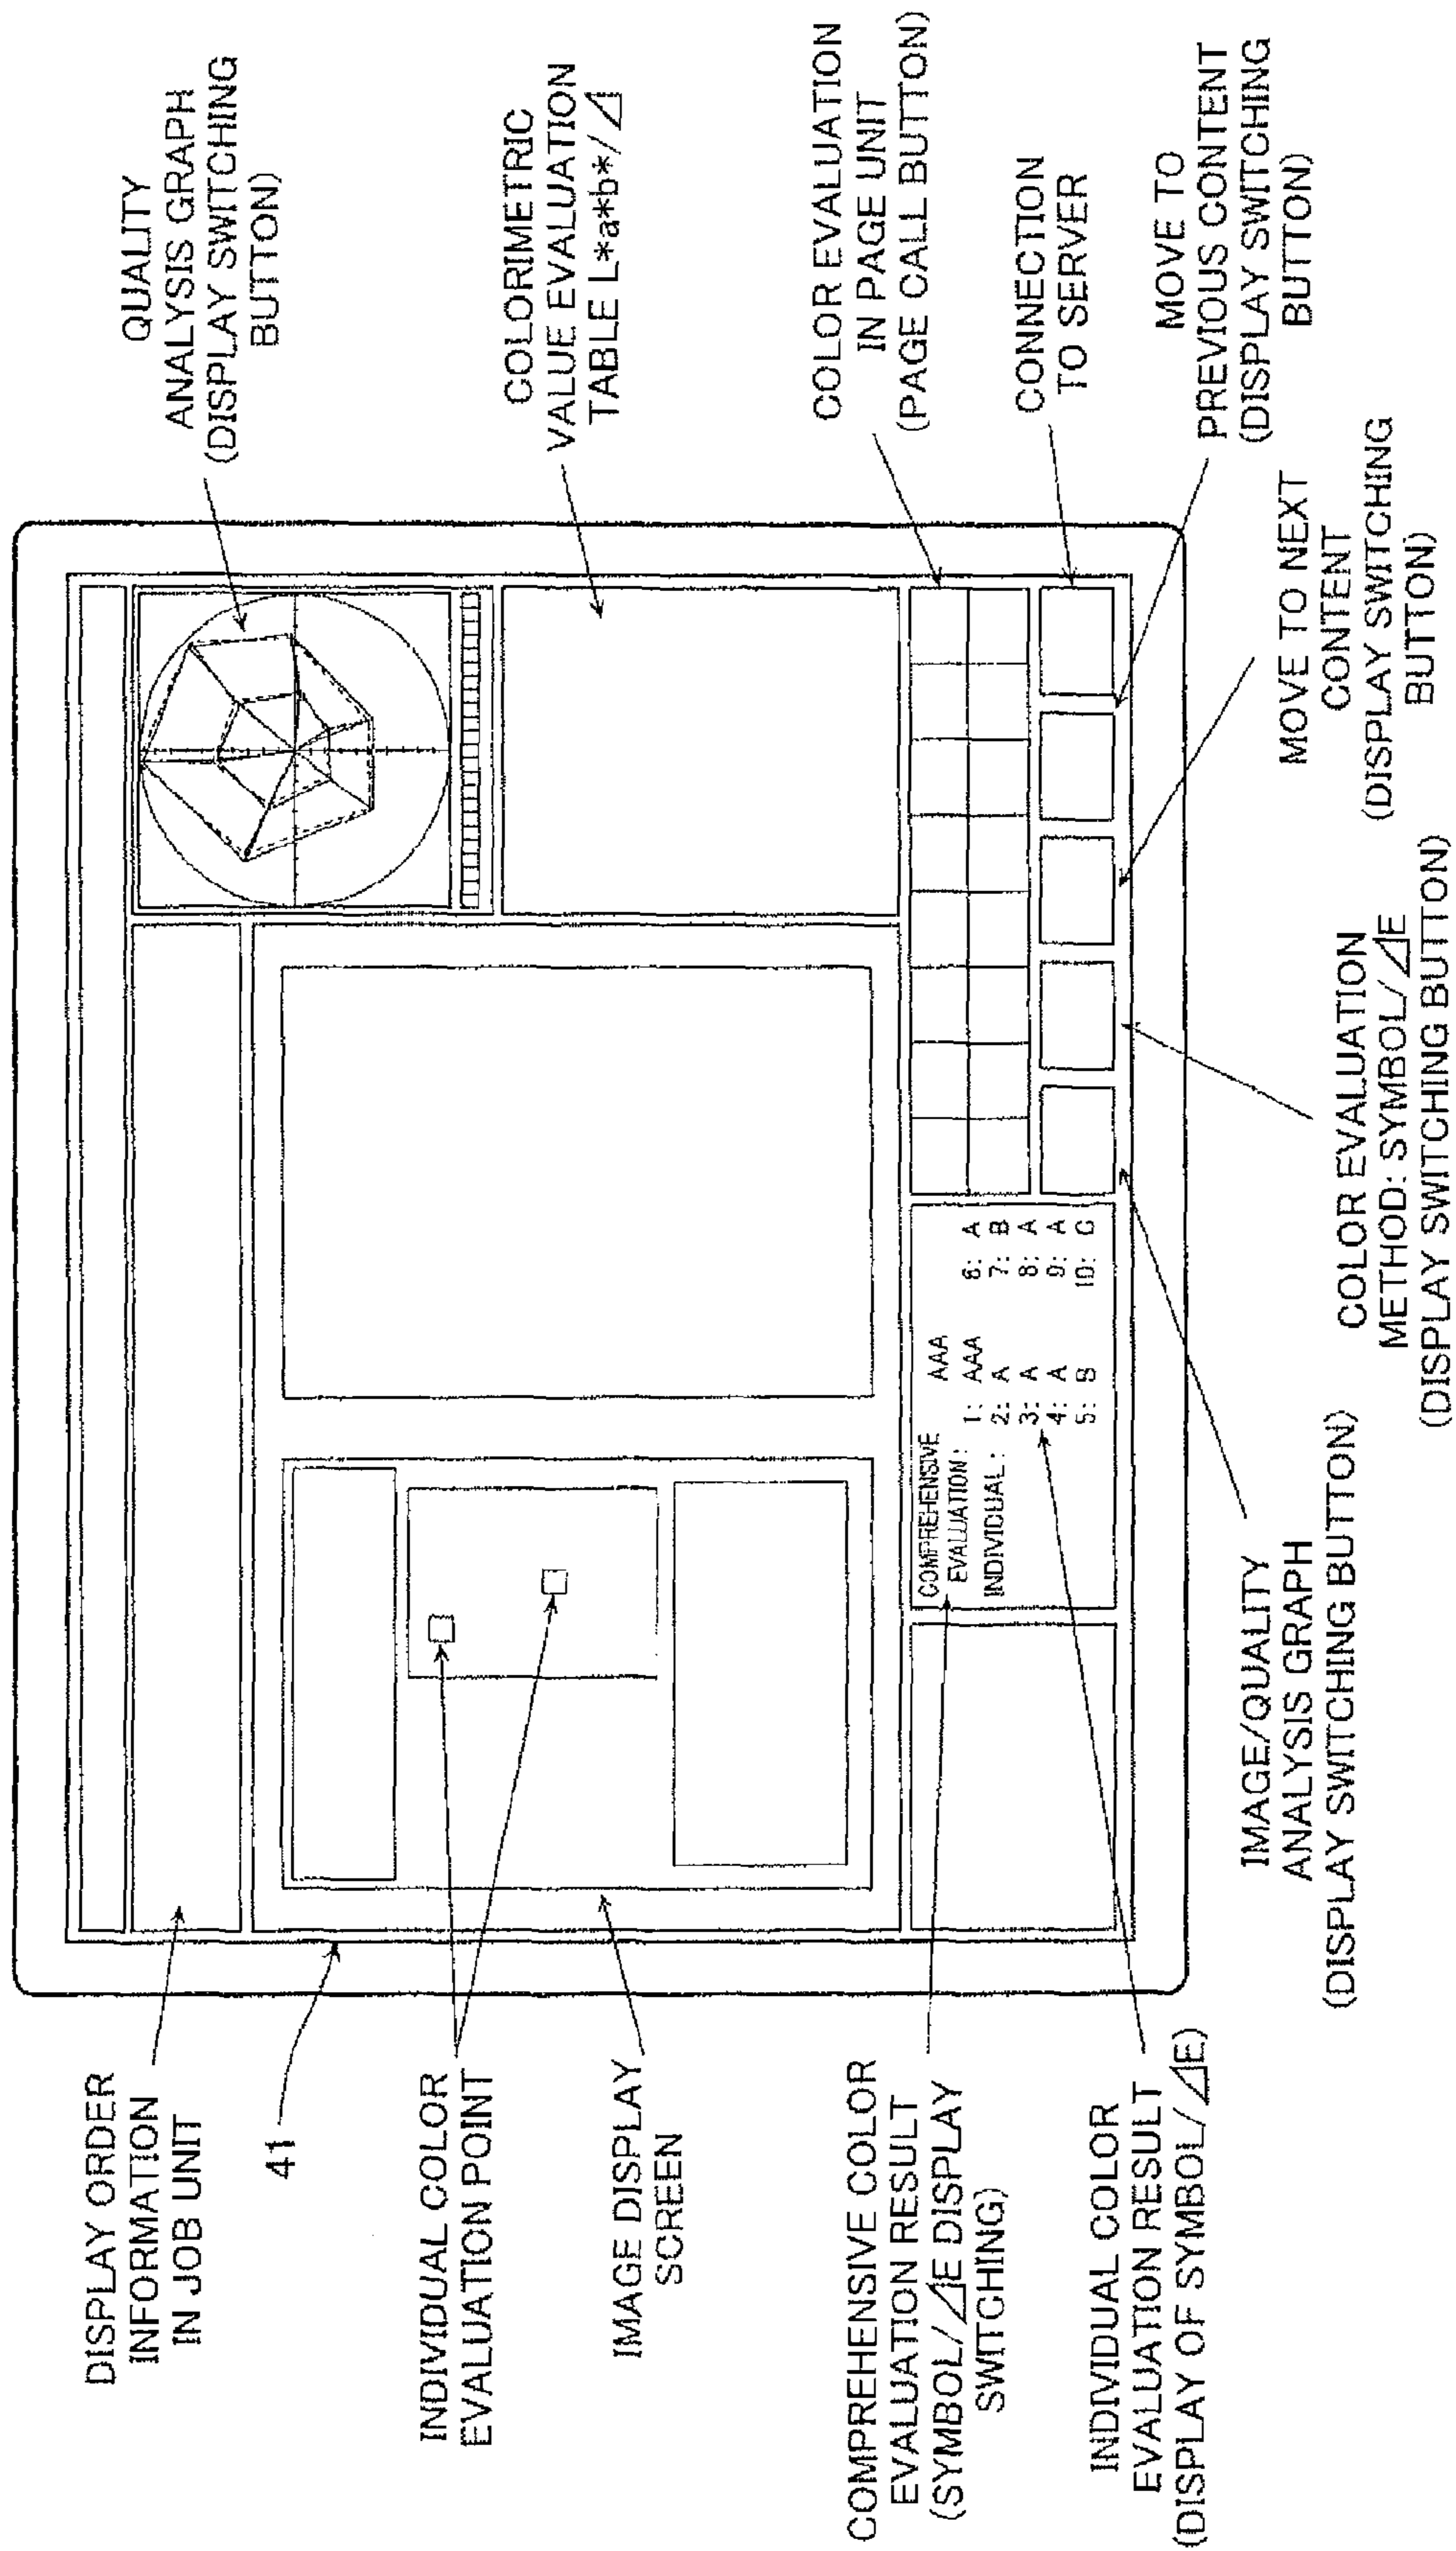 QUALITY
ANALYSIS GRAPH
(DISPLAY SWITCHING
BUTTON)
COLORIMETRIC
VALUE EVALUATION
TABLE L*a*b*/⊿
COLOR EVALUATION
IN PAGE UNIT
(PAGE CALL BUTTON)
CONNECTION
TO SERVER
MOVE TO
PREVIOUS CONTENT
(DISPLAY SWITCHING
BUTTON)
MOVE TO NEXT
CONTENT
(DISPLAY SWITCHING
BUTTON)
COLOR EVALUATION
METHOD: SYMBOL/⊿E
(DISPLAY SWITCHING BUTTON)
IMAGE/QUALITY
ANALYSIS GRAPH
(DISPLAY SWITCHING BUTTON)
COMPREHENSIVE
EVALUATION: AAA
INDIVIDUAL: 1: AAA 6: A
2: A 7: B
3: A 8: A
4: A 9: A
5: B 10: C
DISPLAY ORDER
INFORMATION
IN JOB UNIT
41
INDIVIDUAL COLOR
EVALUATION POINT
IMAGE DISPLAY
SCREEN
COMPREHENSIVE COLOR
EVALUATION RESULT
(SYMBOL/⊿E DISPLAY
SWITCHING)
INDIVIDUAL COLOR
EVALUATION RESULT
(DISPLAY OF SYMBOL/⊿E)